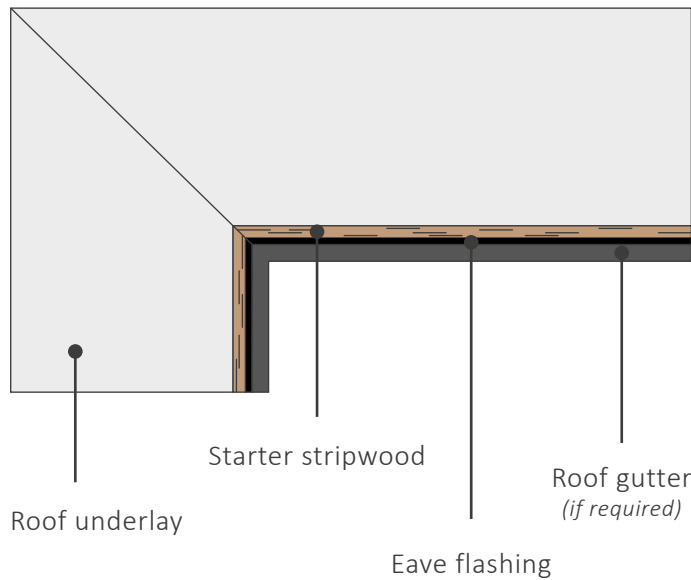 Starter stripwood
Roof gutter
(if required)
Roof underlay
Eave flashing